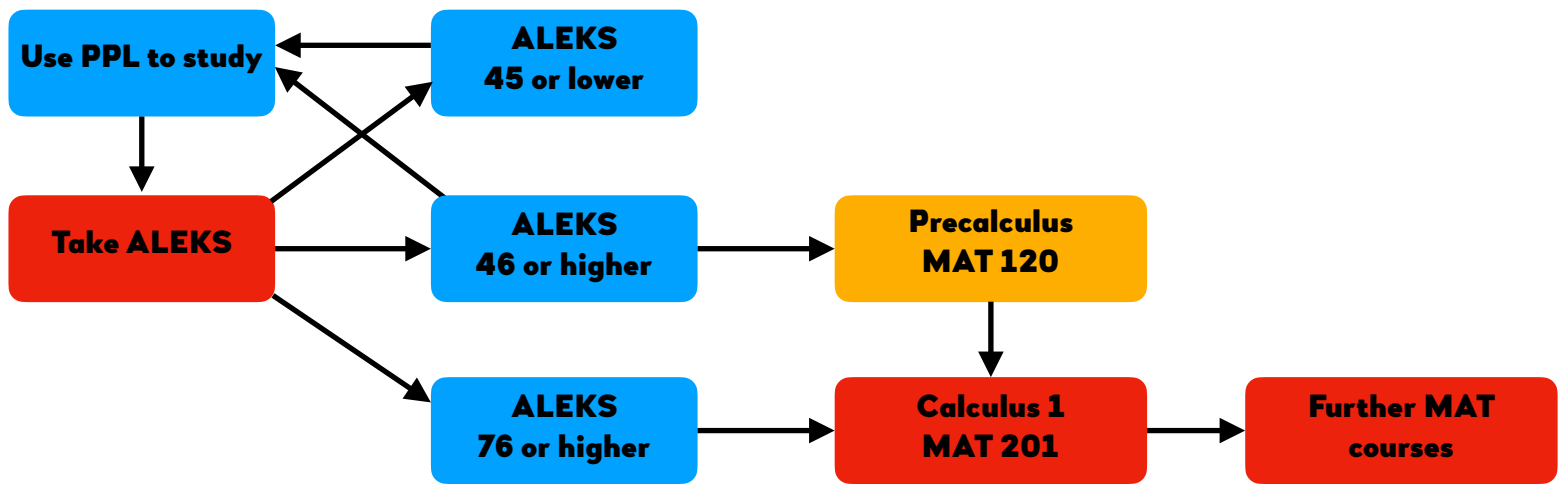 Use PPL to study
ALEKS
45 or lower
Take ALEKS
ALEKS
46 or higher
Precalculus
MAT 120
ALEKS
76 or higher
Calculus 1
MAT 201
Further MAT
courses